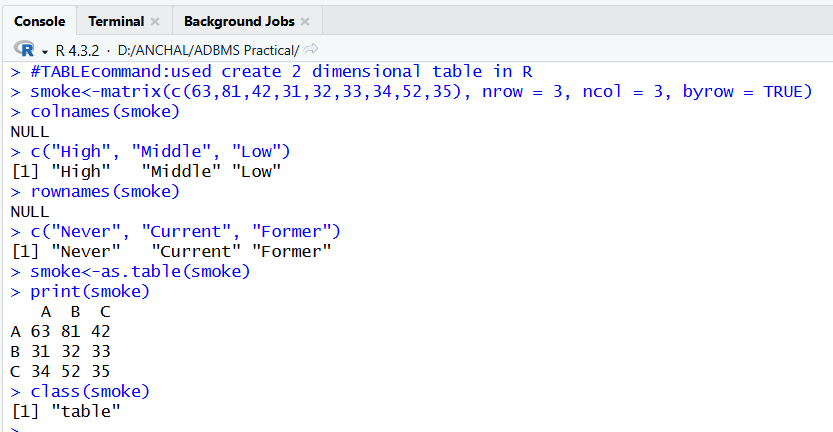 Console Terminal × Background Jobs ×
R 4.3.2 · D:/ANCHAL/ADBMS Practical/
> #TABLEcommand:used create 2 dimensional table in R
> smoke<-matrix(c(63,81,42,31,32,33,34,52,35), nrow = 3, ncol = 3, byrow = TRUE)
> colnames(smoke)
NULL
> c("High", "Middle", "Low")
[1] "High"   "Middle" "Low"
> rownames(smoke)
NULL
> c("Never", "Current", "Former")
[1] "Never"   "Current" "Former"
> smoke<-as.table(smoke)
> print(smoke)
   A  B  C
A 63 81 42
B 31 32 33
C 34 52 35
> class(smoke)
[1] "table"
>